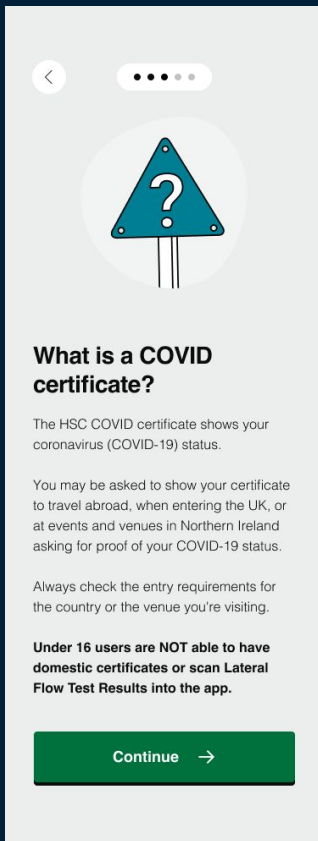 ?
What is a COVID
certificate?
The HSC COVID certificate shows your
coronavirus (COVID-19) status.
You may be asked to show your certificate
to travel abroad, when entering the UK, or
at events and venues in Northern Ireland
asking for proof of your COVID-19 status.
Always check the entry requirements for
the country or the venue you're visiting.
Under 16 users are NOT able to have
domestic certificates or scan Lateral
Flow Test Results into the app.
Continue →